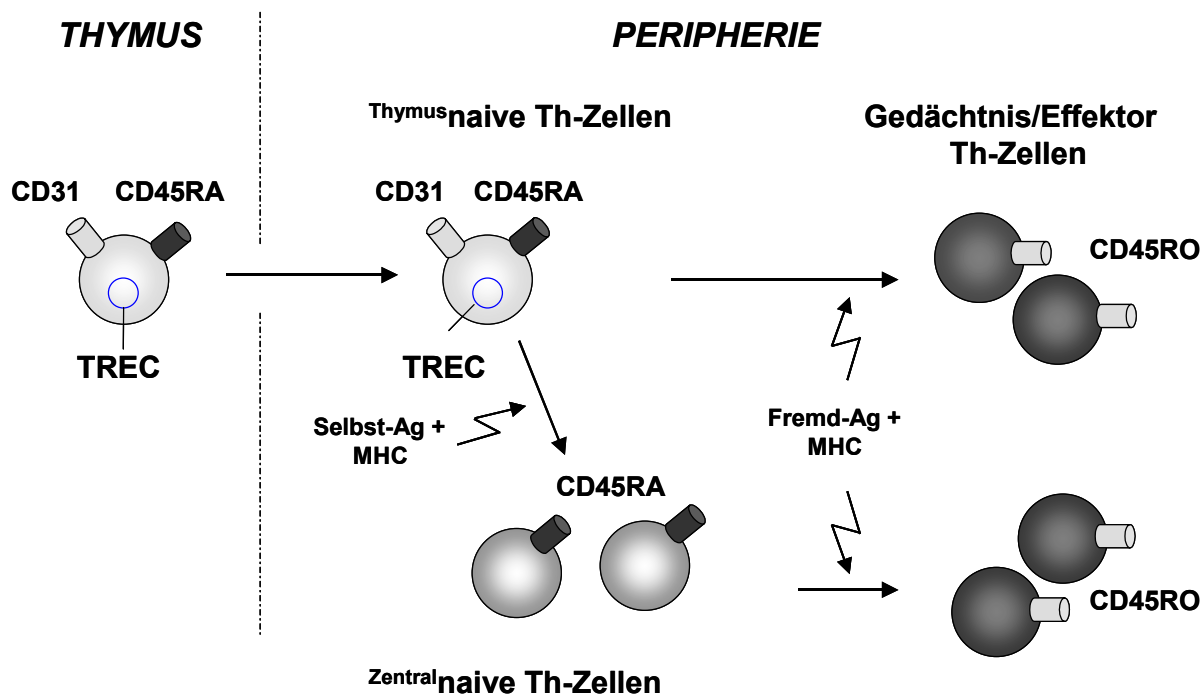 THYMUS
PERIPHERIE
Thymusnaive Th-Zellen
Gedächtnis/Effektor
Th-Zellen
CD31 CD45RA
CD31 CD45RA
CD45RO
TREC
TREC
Selbst-Ag +
MHC
Fremd-Ag +
MHC
CD45RA
CD45RO
Zentralnaive Th-Zellen